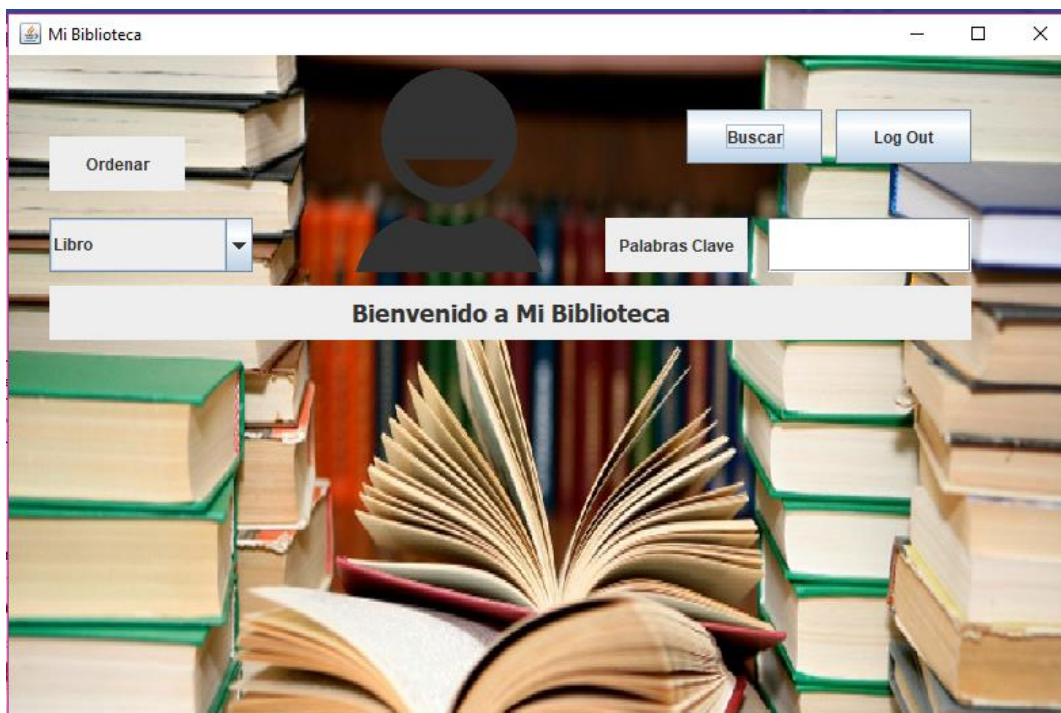 Mi Biblioteca
Buscar
Log Out
Ordenar
Libro
Palabras Clave
Bienvenido a Mi Biblioteca